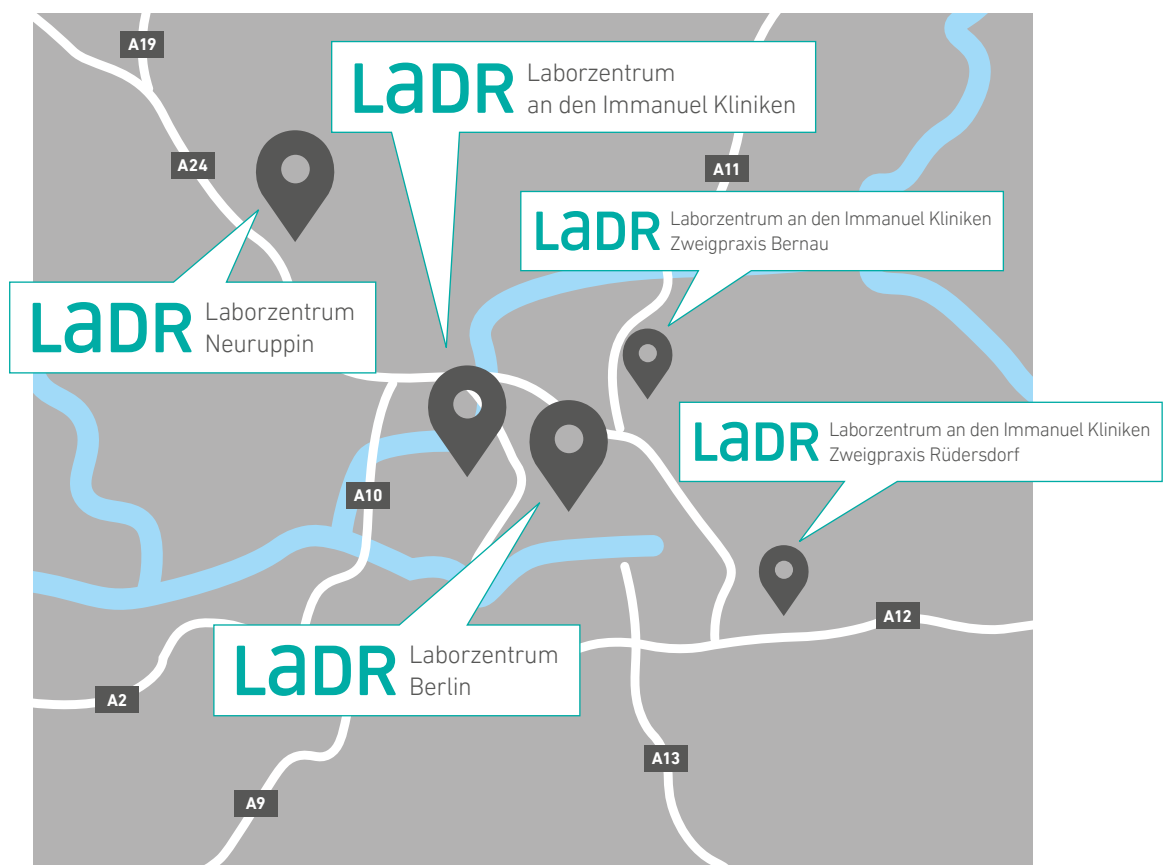 A19
LaDR Laborzentrum
an den Immanuel Kliniken
A24
A11
LaDR Laborzentrum an den Immanuel Kliniken
Zweigpraxis Bernau
LaDR Laborzentrum
Neuruppin
LaDR Laborzentrum an den Immanuel Kliniken
Zweigpraxis Rüdersdorf
A10
A12
LaDR Laborzentrum
Berlin
A2
A13
A9